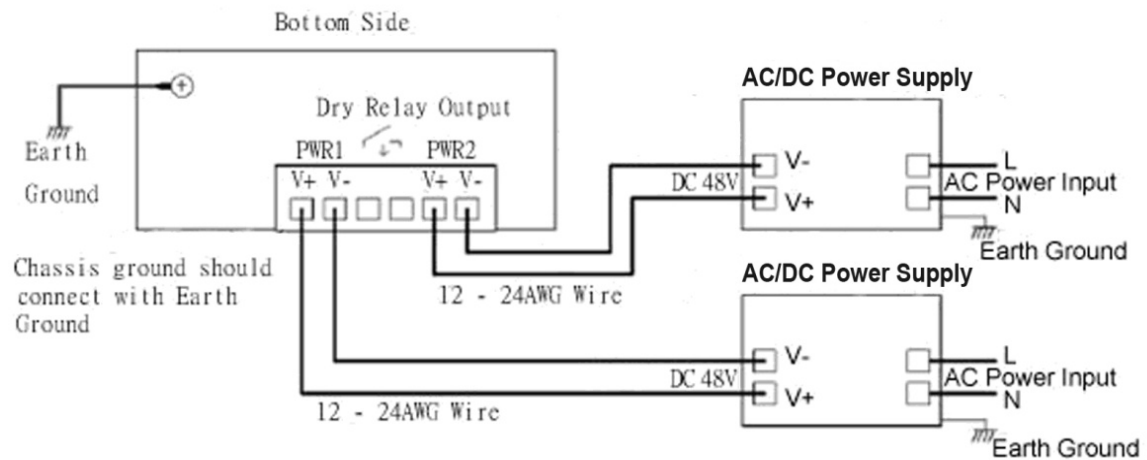 Bottom Side
Earth
Ground
Dry Relay Output
PWR1 PWR2
V+ V- V+ V-
Chassis ground should
connect with Earth
Ground
12 - 24AWG Wire
12 - 24AWG Wire
AC/DC Power Supply
DC 48V
V-
V+
L
AC Power Input
N
Earth Ground
AC/DC Power Supply
DC 48V
V-
V+
L
AC Power Input
N
Earth Ground